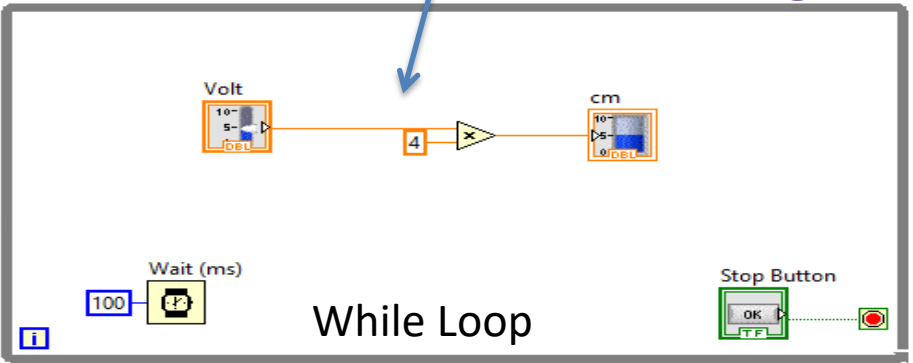 Volt
10-
5-
DBL
4
×
cm
10-
5-
0
DBL
Wait (ms)
100
i
While Loop
Stop Button
OK
TF